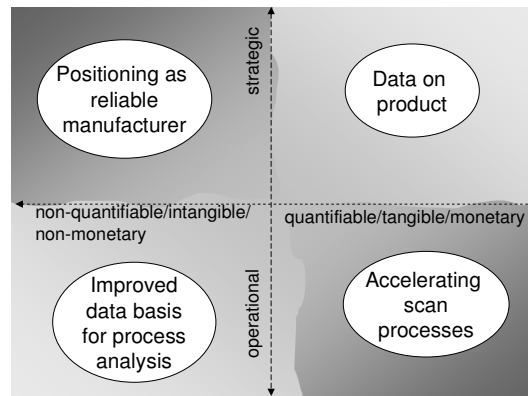 Positioning as
reliable
manufacturer
strategic
Data on
product
non-quantifiable/intangible/
non-monetary
quantifiable/tangible/monetary
Improved
data basis
for process
analysis
operational
Accelerating
scan
processes